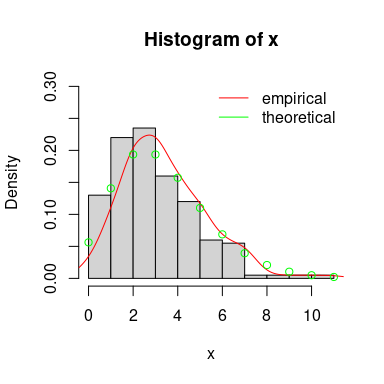 Histogram of x
empirical
theoretical
Density
0.00
0.10
0.20
0.30
0 2 4 6 8 10
x